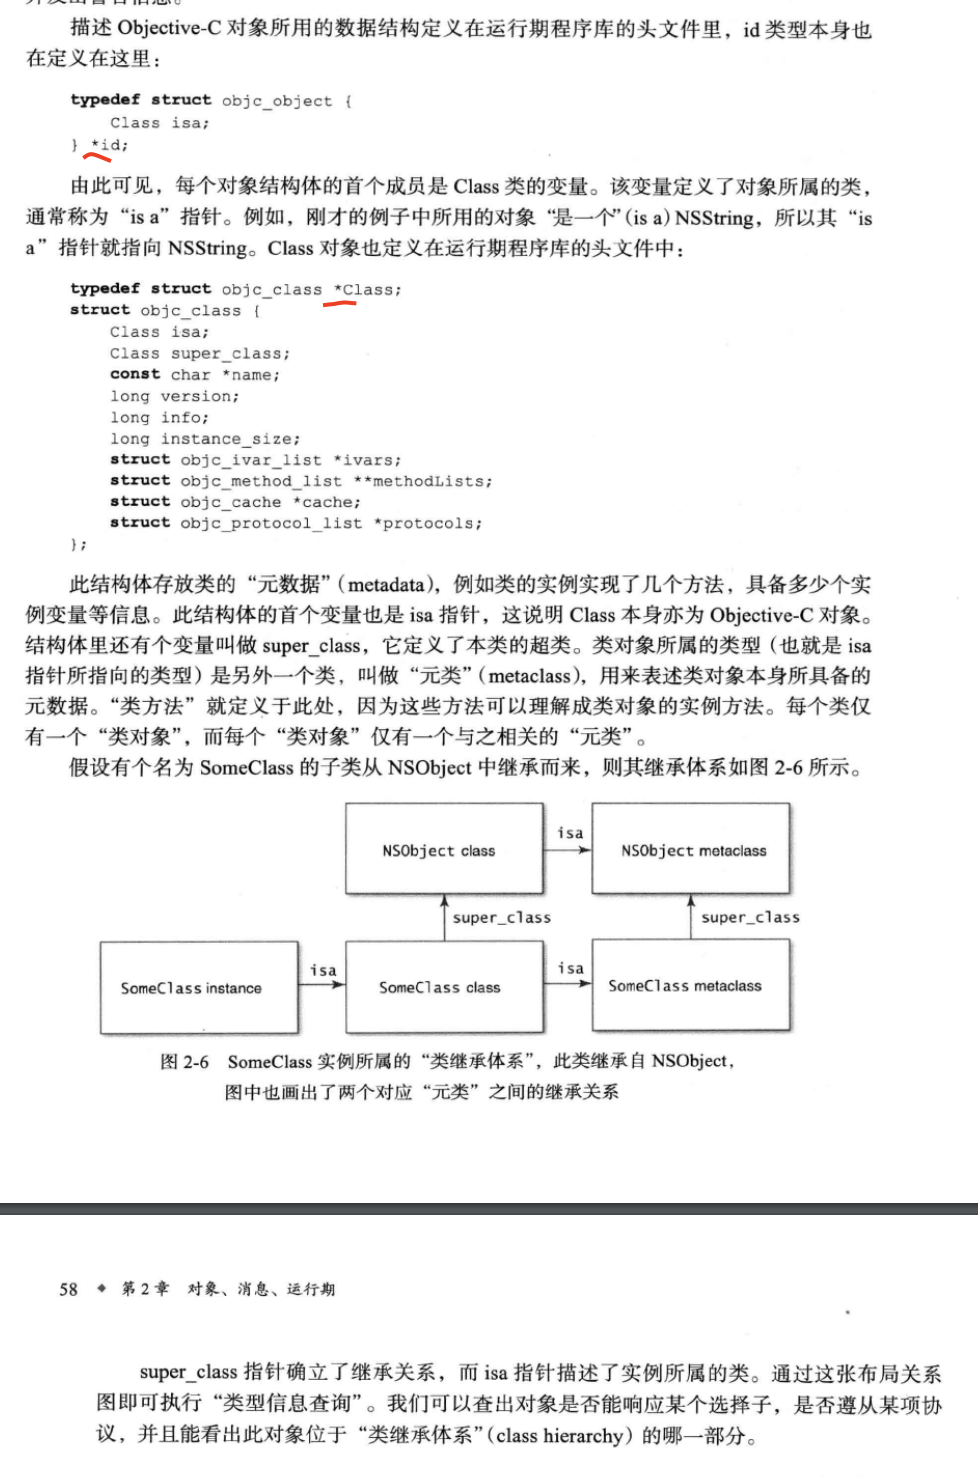 描述 Objective-C 对象所用的数据结构定义在运行期程序库的头文件里，id 类型本身也
在定义在这里：
typedef struct objc_object {
Class isa;
} *id;
由此可见，每个对象结构体的首个成员是 Class 类的变量。该变量定义了对象所属的类，
通常称为“is a”指针。例如，刚才的例子中所用的对象“是一个”(is a) NSString，所以其“is
a”指针就指向 NSString。Class 对象也定义在运行期程序库的头文件中：
typedef struct objc_class *Class;
struct objc_class {
Class isa;
Class super_class;
const char *name;
long version;
long info;
long instance_size;
struct objc_ivar_list *ivars;
struct objc_method_list **methodLists;
struct objc_cache *cache;
struct objc_protocol_list *protocols;
};
此结构体存放类的“元数据”（metadata），例如类的实例实现了几个方法，具备多少个实
例变量等信息。此结构体的首个变量也是 isa 指针，这说明 Class 本身亦为 Objective-C 对象。
结构体里还有个变量叫做 super_class，它定义了本类的超类。类对象所属的类型（也就是 isa
指针所指向的类型）是另外一个类，叫做“元类”（metaclass），用来表述类对象本身所具备的
元数据。“类方法”就定义于此处，因为这些方法可以理解成类对象的实例方法。每个类仅
有一个“类对象”，而每个“类对象”仅有一个与之相关的“元类”。
假设有个名为 SomeClass 的子类从 NSObject 中继承而来，则其继承体系如图 2-6 所示。
NSObject class
isa
NSObject metaclass
super_class
super_class
SomeClass instance
isa
SomeClass class
isa
SomeClass metaclass
图 2-6 SomeClass 实例所属的“类继承体系”，此类继承自 NSObject，
图中也画出了两个对应“元类”之间的继承关系
58 ◆ 第 2 章 对象、消息、运行期
super_class 指针确立了继承关系，而 isa 指针描述了实例所属的类。通过这张布局关系
图即可执行“类型信息查询”。我们可以查出对象是否能响应某个选择子，是否遵从某项协
议，并且能看出此对象位于“类继承体系”（class hierarchy）的哪一部分。